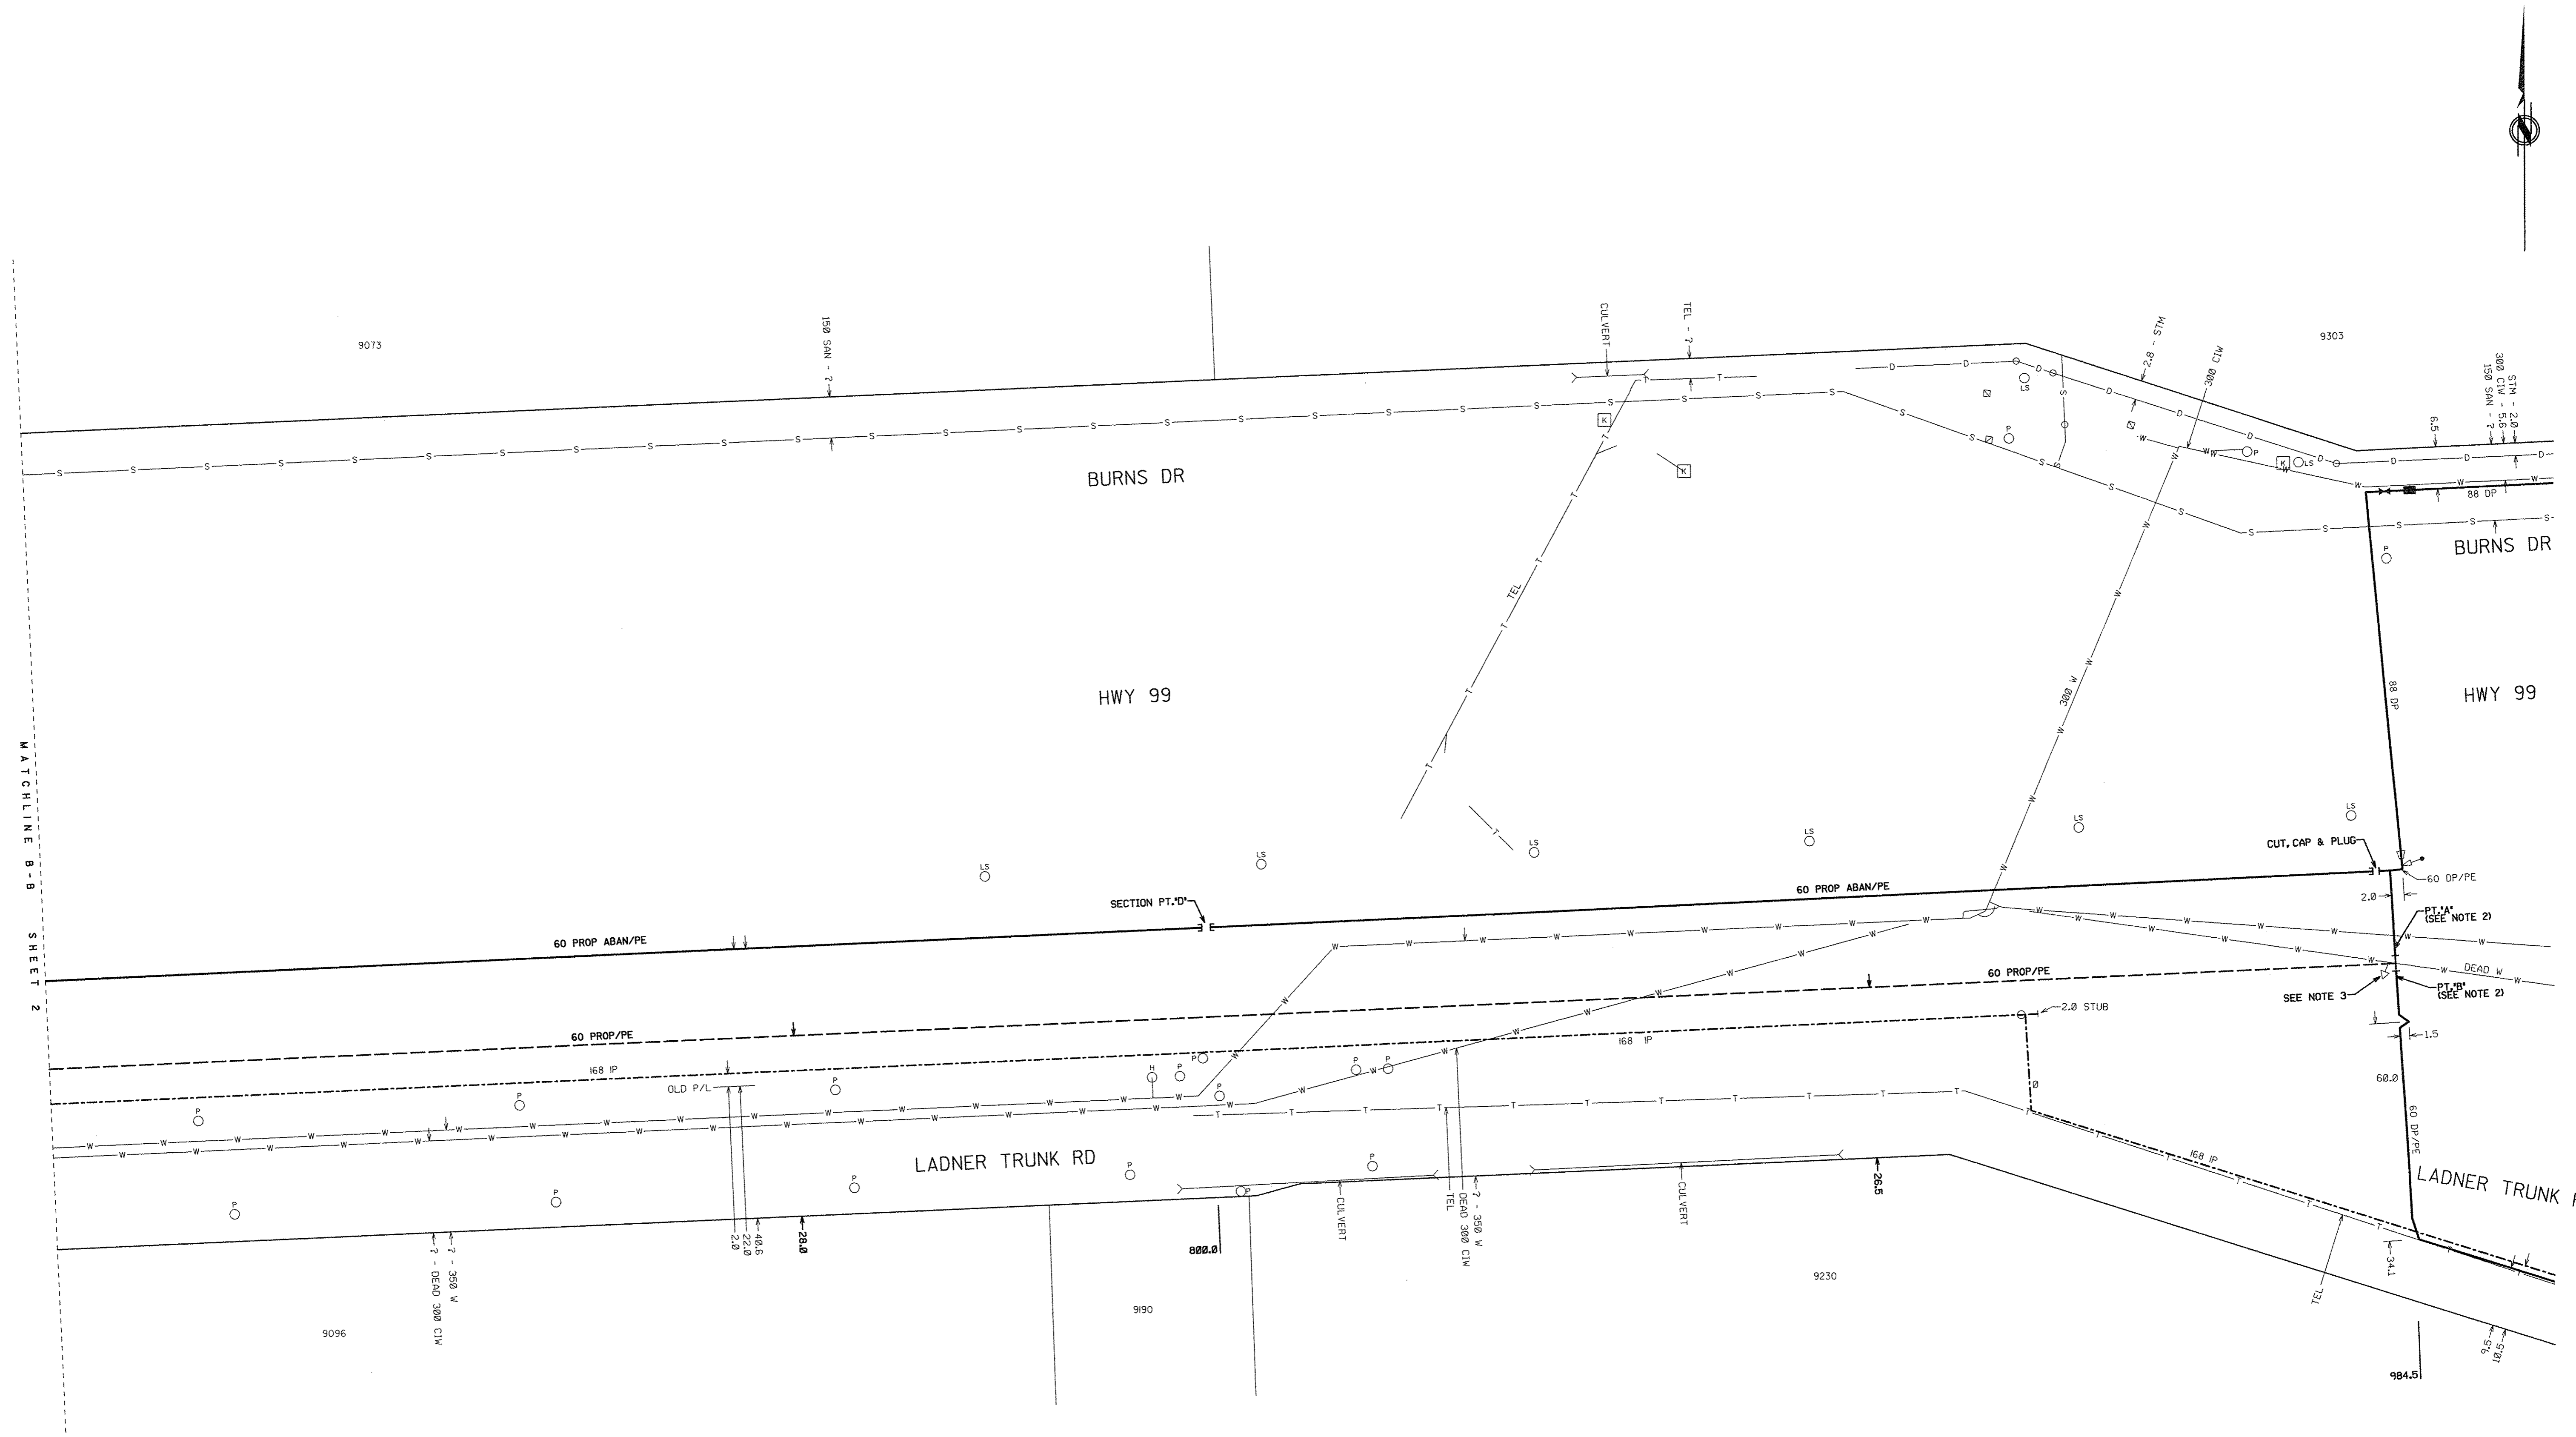 9073
150 SAN - ?
CULVERT
TEL - ?
2.8 - STM
300 CIW
9303
6.5
150 SAN - ?
300 CIW - 5.6
STM - 2.0
BURNS DR
88 DP
BURNS DR
TEL
HWY 99
300 W
88 DP
HWY 99
MATCHLINE B-B SHEET 2
CUT, CAP & PLUG
60 DP/PE
2.0
60 PROP ABAN/PE
SECTION PT."D"
60 PROP ABAN/PE
PT."A"
(SEE NOTE 2)
DEAD W
60 PROP/PE
PT."B"
(SEE NOTE 2)
SEE NOTE 3
2.0 STUB
1.5
60 PROP/PE
168 IP
168 IP
OLD P/L
60.0
60 DP/PE
LADNER TRUNK RD
168 IP
LADNER TRUNK
? - DEAD 300 CIW
? - 350 W
2.0
22.0
40.6
28.0
800.0
CULVERT
TEL
DEAD 300 CIW
? - 350 W
CULVERT
26.5
34.1
TEL
9.5
10.5
9096
9190
9230
984.5